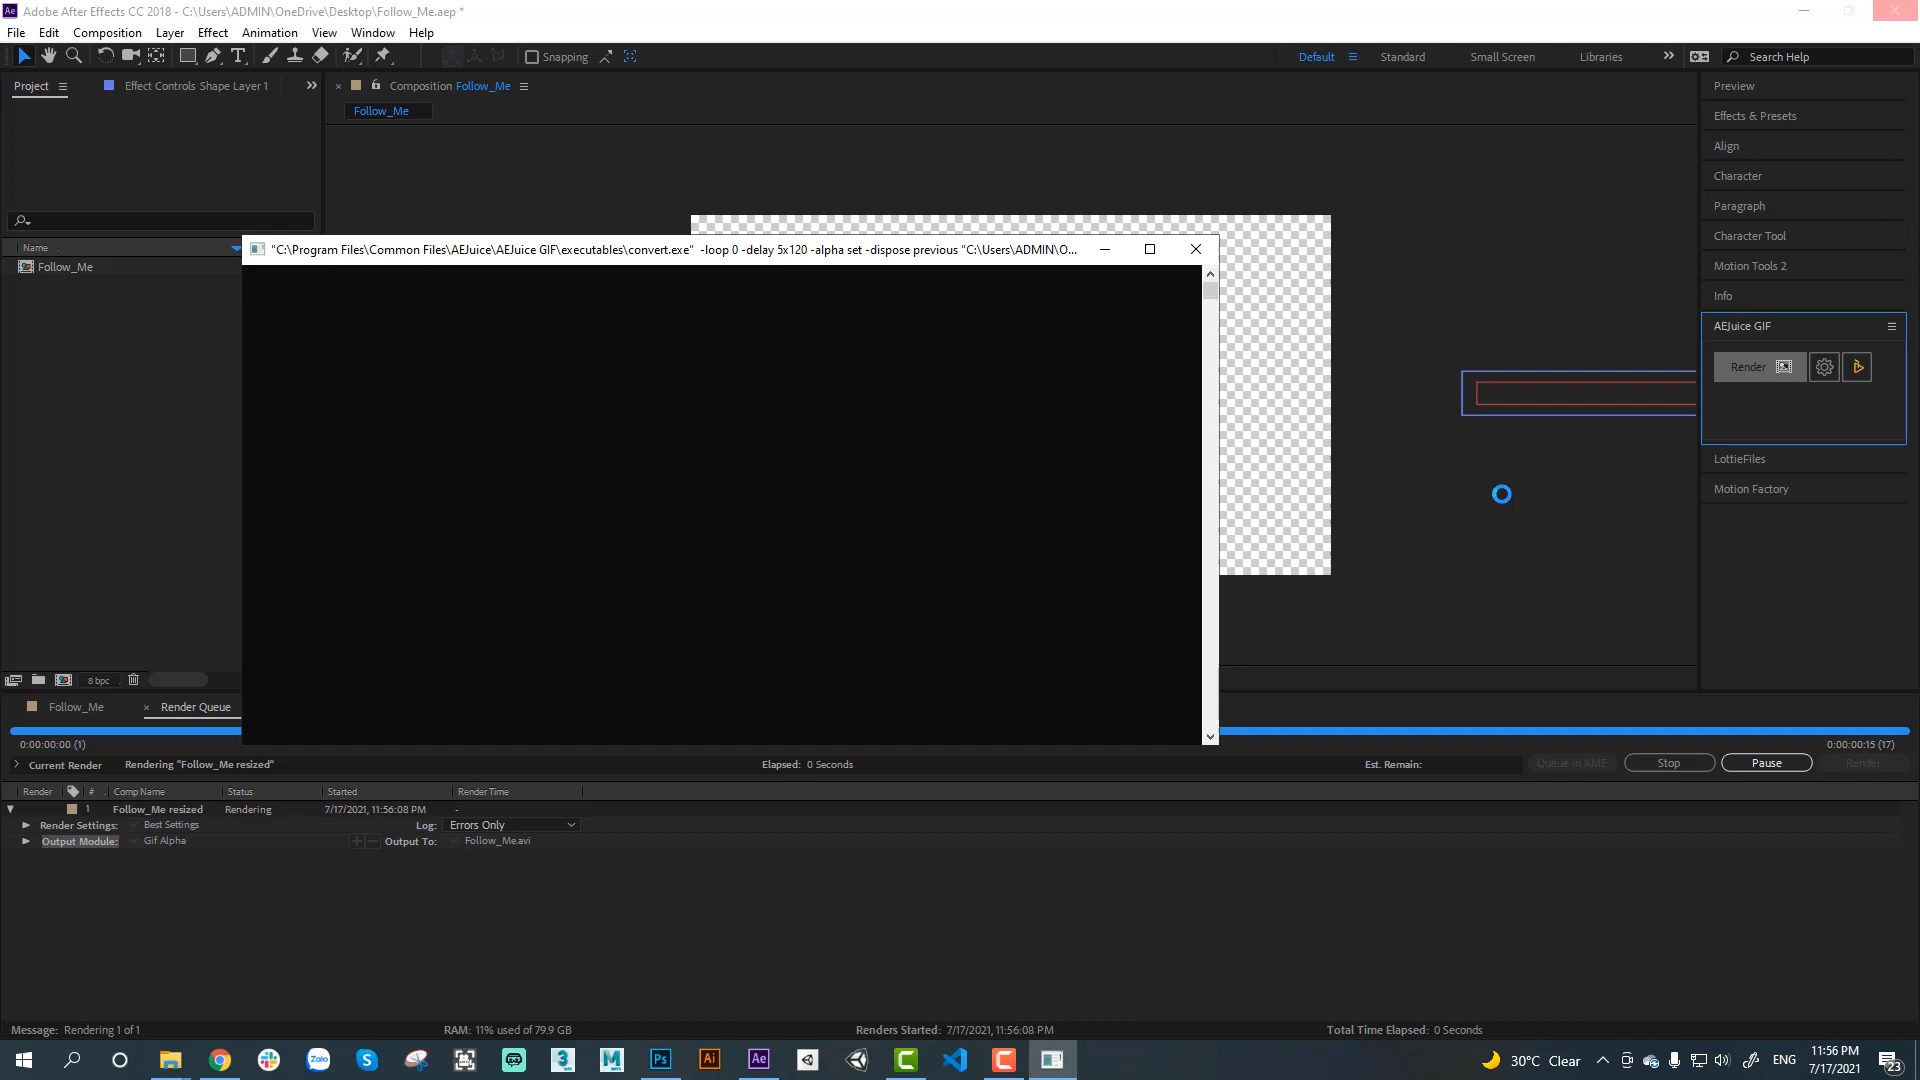 Adobe After Effects CC 2018 - C:\Users\ADMIN\OneDrive\Desktop\Follow_Me.aep *
File Edit Composition Layer Effect Animation View Window Help
Snapping Default Standard Small Screen Libraries Search Help
Project Effect Controls Shape Layer 1 Composition Follow_Me Preview
Follow_Me
Effects & Presets
Align
Character
Paragraph
Character Tool
Motion Tools 2
Info
Name
"C:\Program Files\Common Files\AEJuice\AEJuice GIF\executables\convert.exe" -loop 0 -delay 5x120 -alpha set -dispose previous "C:\Users\ADMIN\O...
Follow_Me
AEJuice GIF
Render
LottieFiles
Motion Factory
8 bpc
Follow_Me Render Queue
0:00:00:00 (1) 0:00:00:15 (17)
Current Render Rendering "Follow_Me resized" Elapsed: 0 Seconds Est. Remain: Queue in AME Stop Pause Render
Render # Comp Name Status Started Render Time
1 Follow_Me resized Rendering 7/17/2021, 11:56:08 PM -
Render Settings: Best Settings Log: Errors Only
Output Module: Gif Alpha Output To: Follow_Me.avi
Message: Rendering 1 of 1 RAM: 11% used of 79.9 GB Renders Started: 7/17/2021, 11:56:08 PM Total Time Elapsed: 0 Seconds
Zalo
3
M
Ps
Ai
Ae
30°C Clear ENG 11:56 PM
7/17/2021
23